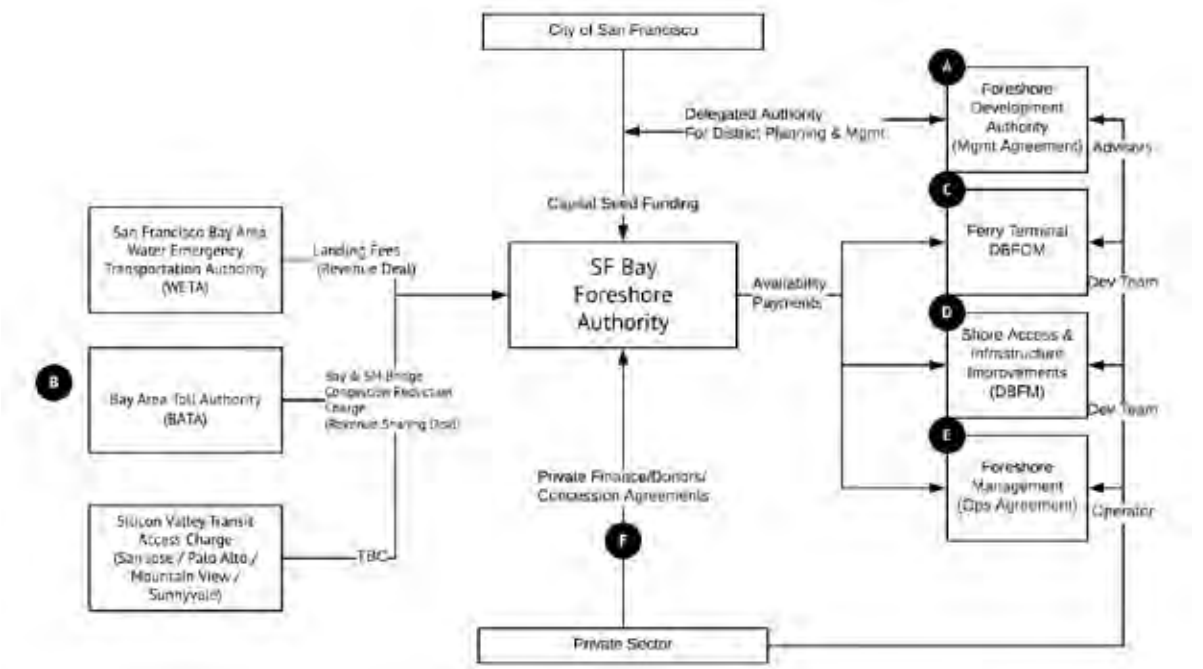 City of San Francisco
A
Foreshore
Development
Authority
(Mgmt Agreement)
Advisors
Delegated Authority
For District Planning & Mgmt
Capital Seed Funding
San Francisco Bay Area
Water Emergency
Transportation Authority
(WETA)
Landing Fees
(Revenue Deal)
SF Bay
Foreshore
Authority
Availability
Payments
C
Ferry Terminal
DBFOM
Dev Team
D
Shore Access &
Infrastructure
Improvements
(DBFM)
Dev Team
B
Bay Area Toll Authority
(BATA)
Bay & SM Bridge
Congestion Reduction
Charge
(Revenue Sharing Deal)
E
Foreshore
Management
(Ops Agreement)
Operator
Private Finance/Donors/
Concession Agreements
F
Silicon Valley Transit
Access Charge
(San Jose / Palo Alto /
Mountain View /
Sunnyvale)
TBC
Private Sector